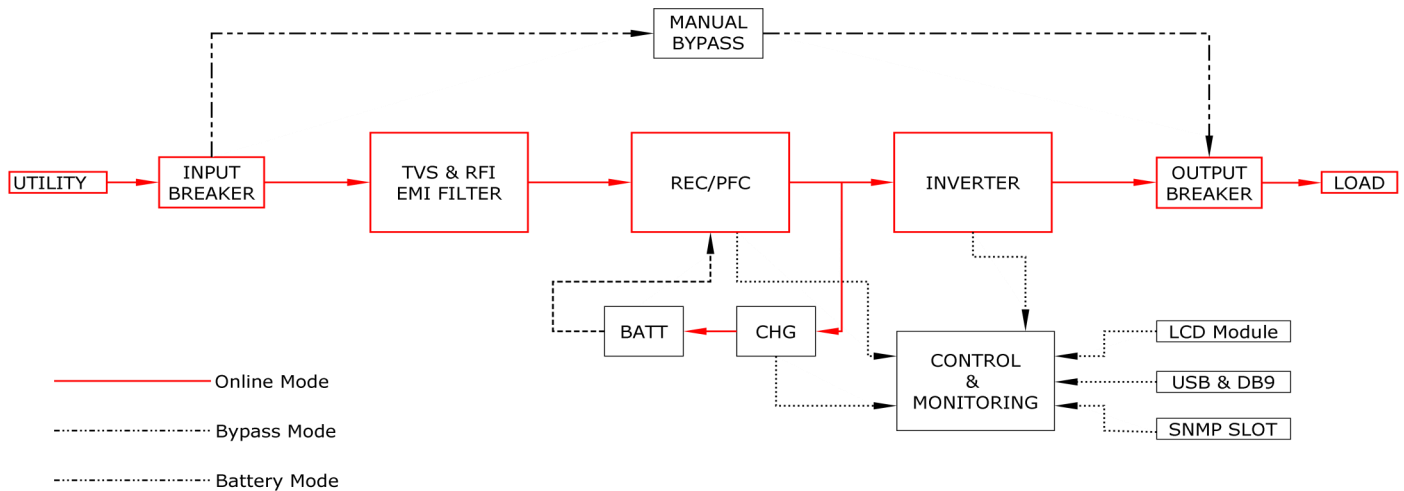 MANUAL
BYPASS
UTILITY
INPUT
BREAKER
TVS & RFI
EMI FILTER
REC/PFC
INVERTER
OUTPUT
BREAKER
LOAD
BATT
CHG
CONTROL
&
MONITORING
LCD Module
USB & DB9
SNMP SLOT
Online Mode
Bypass Mode
Battery Mode